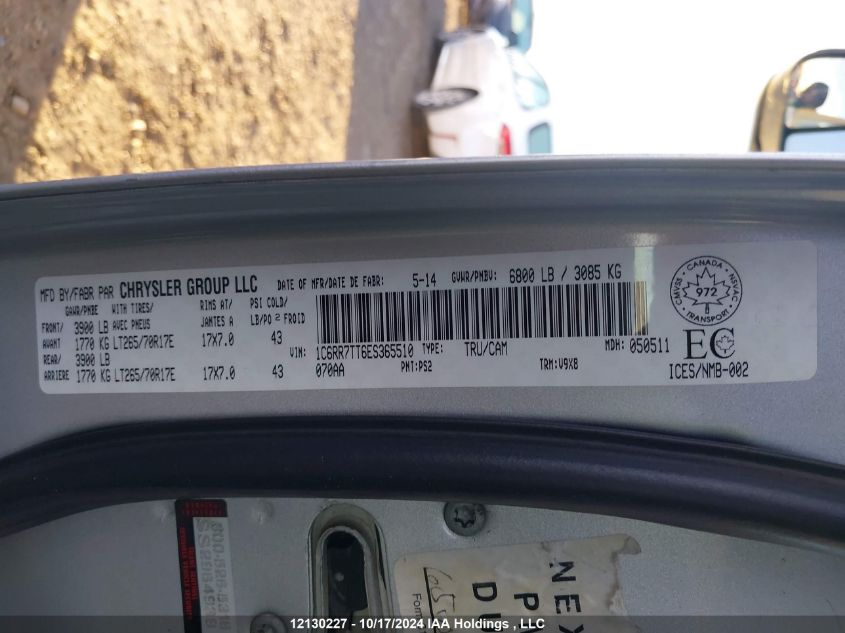 MFD BY/FABR PAR CHRYSLER GROUP LLC DATE OF MFR/DATE DE FABR: 5-14 GVWR/PNBV: 6800 LB / 3085 KG
GAWR/PNBE WITH TIRES/ RIMS AT/ PSI COLD/
FRONT/ 3900 LB AVEC PNEUS JANTES A LB/PO² FROID
AVANT 1770 KG LT265/70R17E 17X7.0 43
REAR/ 3900 LB
ARRIERE 1770 KG LT265/70R17E 17X7.0 43
VIN: 1C6RR7TT6ES365510 TYPE: TRU/CAM MDH: 050511
070AA PNT:PS2 TRM:V9X8
CMVSS CANADA NSVAC
972
TRANSPORT
EC
ICES/NMB-002
NEX
12130227 - 10/17/2024 IAA Holdings, LLC